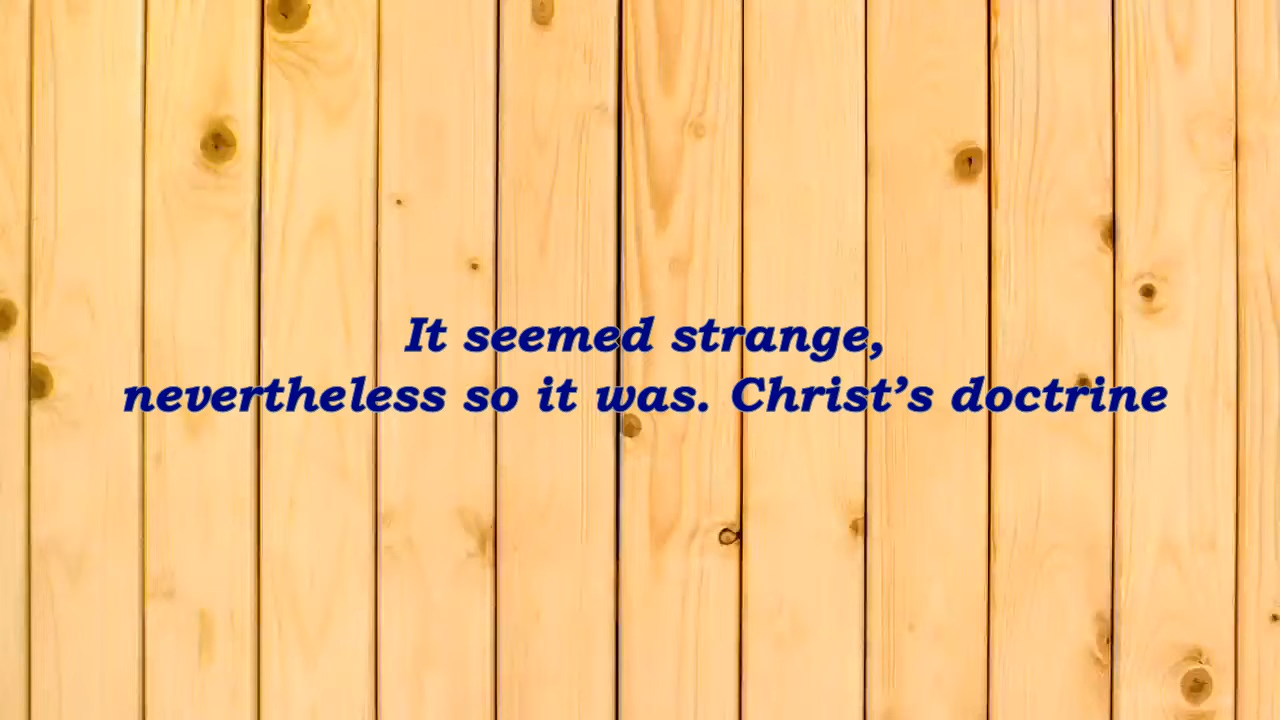 It seemed strange,
nevertheless so it was. Christ’s doctrine